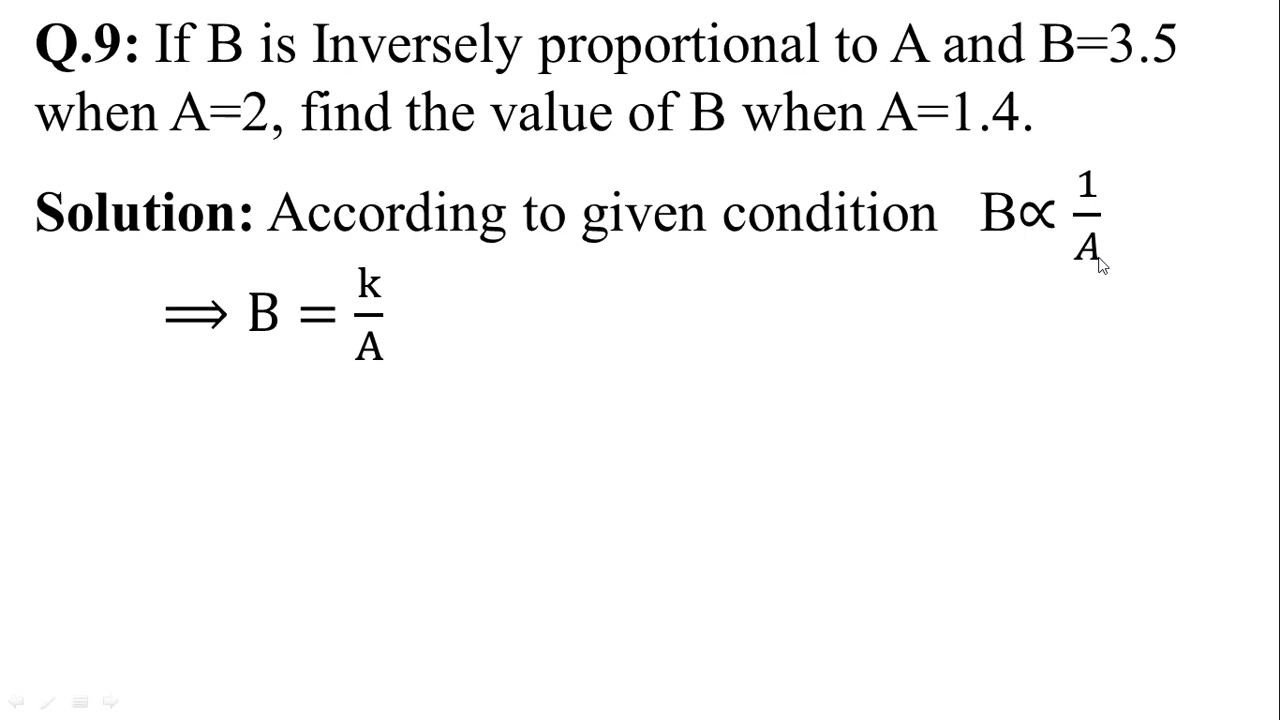 Q.9: If B is Inversely proportional to A and B=3.5
when A=2, find the value of B when A=1.4.
Solution: According to given condition B∝ 1/A
⟹ B = k/A